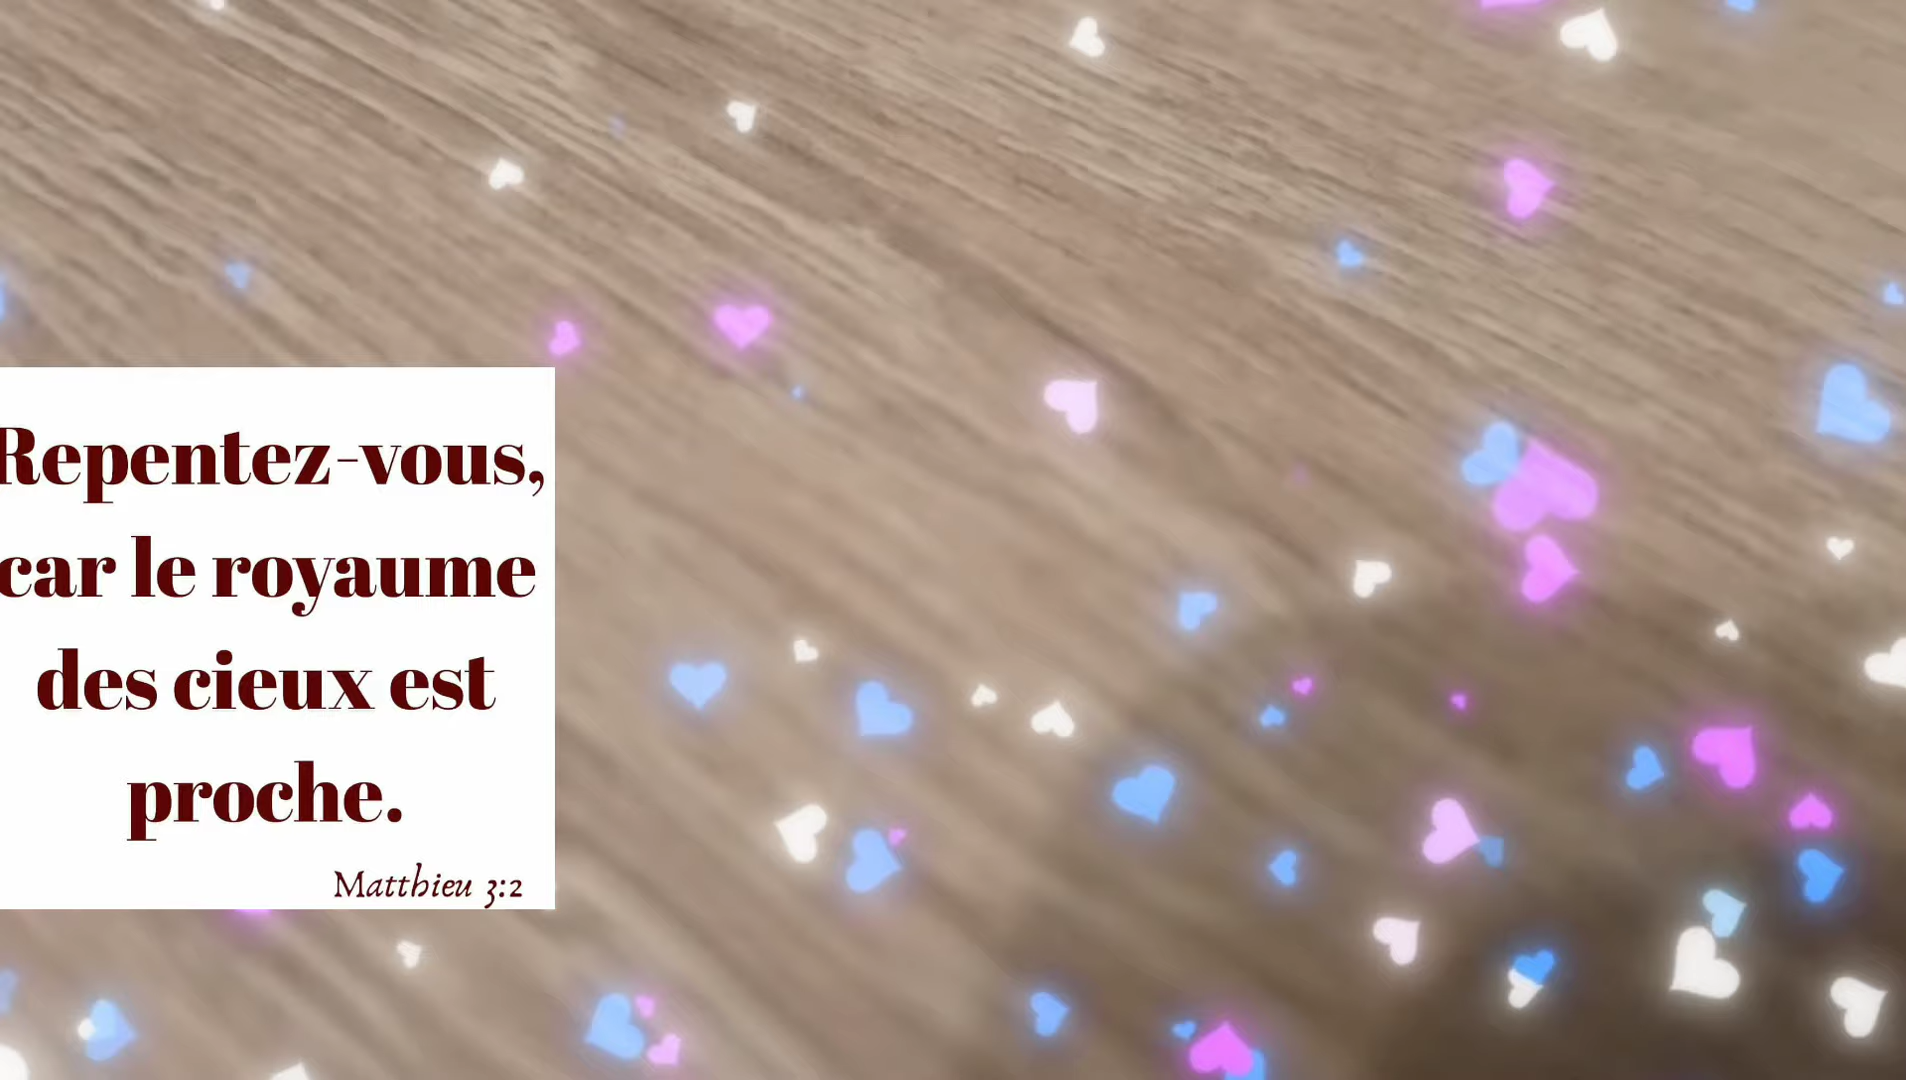 Repentez-vous,
car le royaume
des cieux est
proche.
Matthieu 3:2